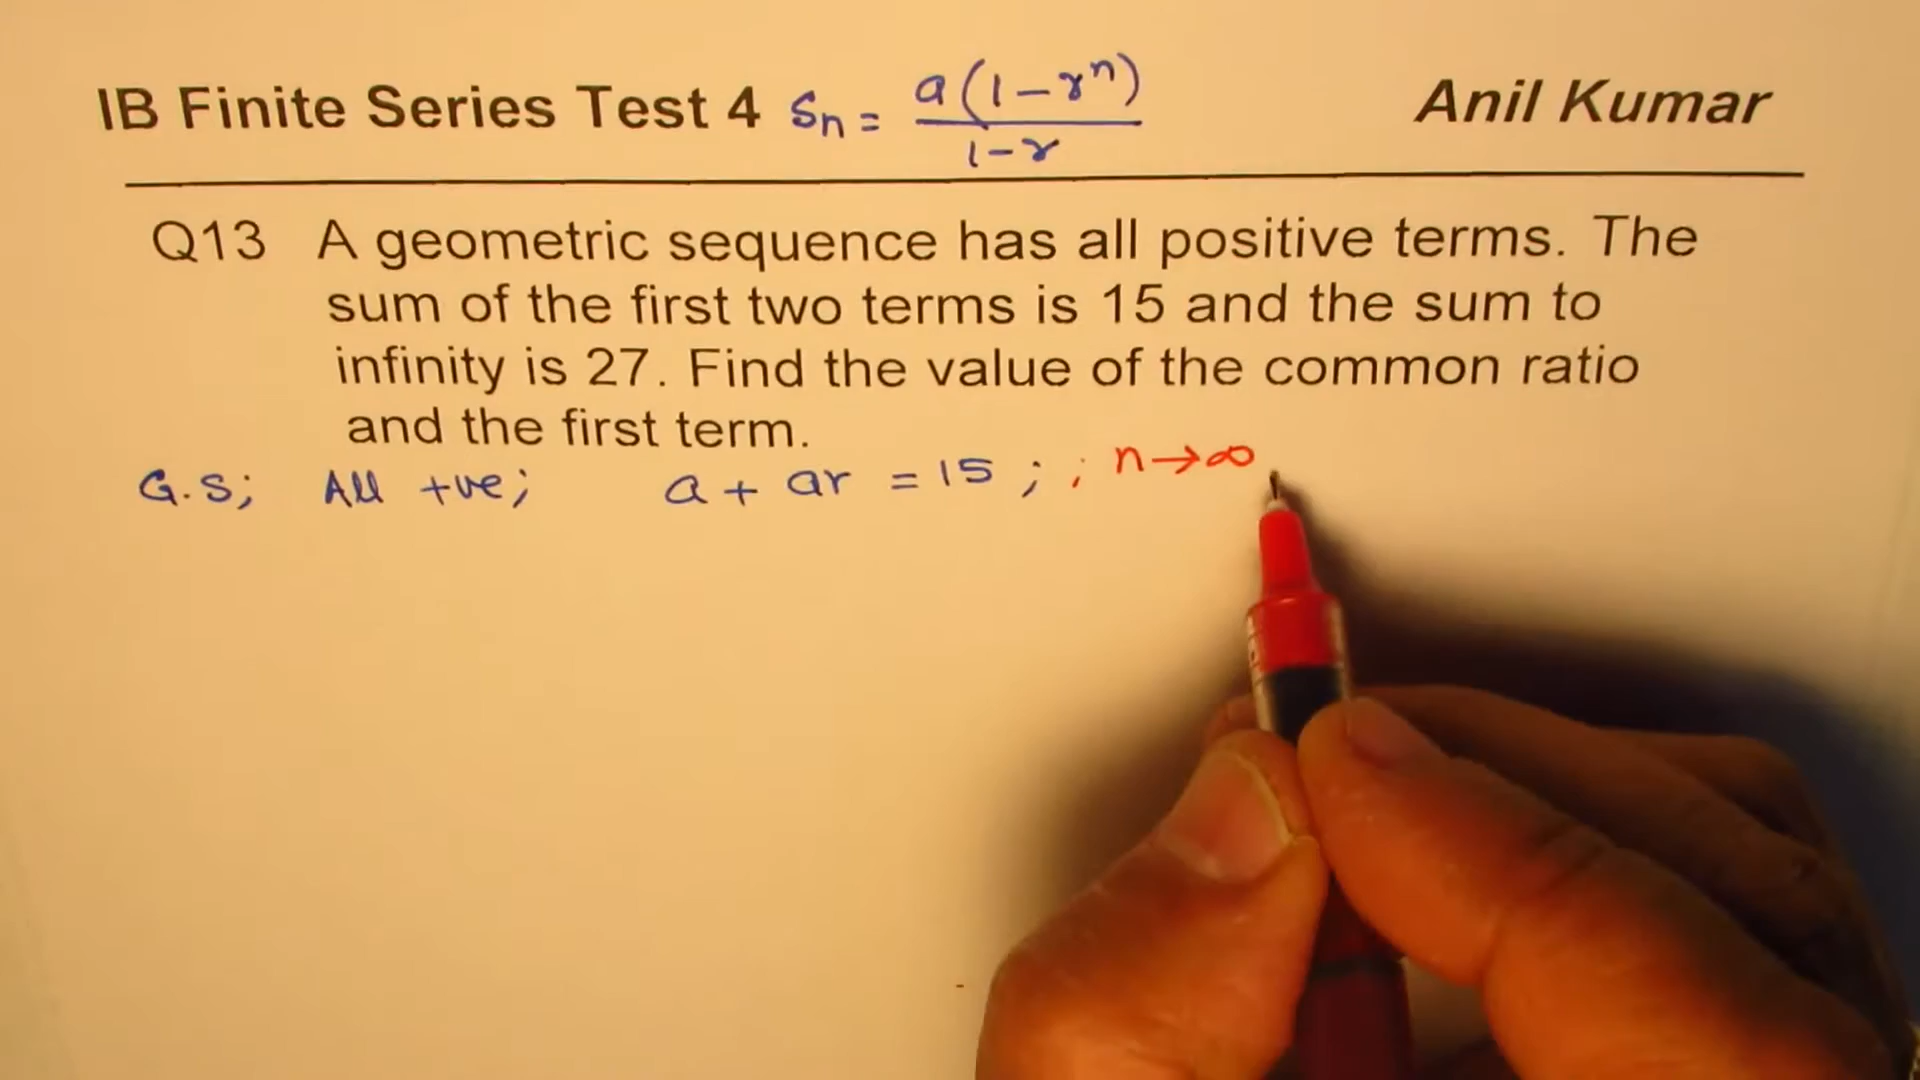 IB Finite Series Test 4 Sn = a(1-rⁿ)/1-r Anil Kumar
Q13 A geometric sequence has all positive terms. The
sum of the first two terms is 15 and the sum to
infinity is 27. Find the value of the common ratio
and the first term.
G.S; All +ve; a + ar = 15 ; ; n→∞